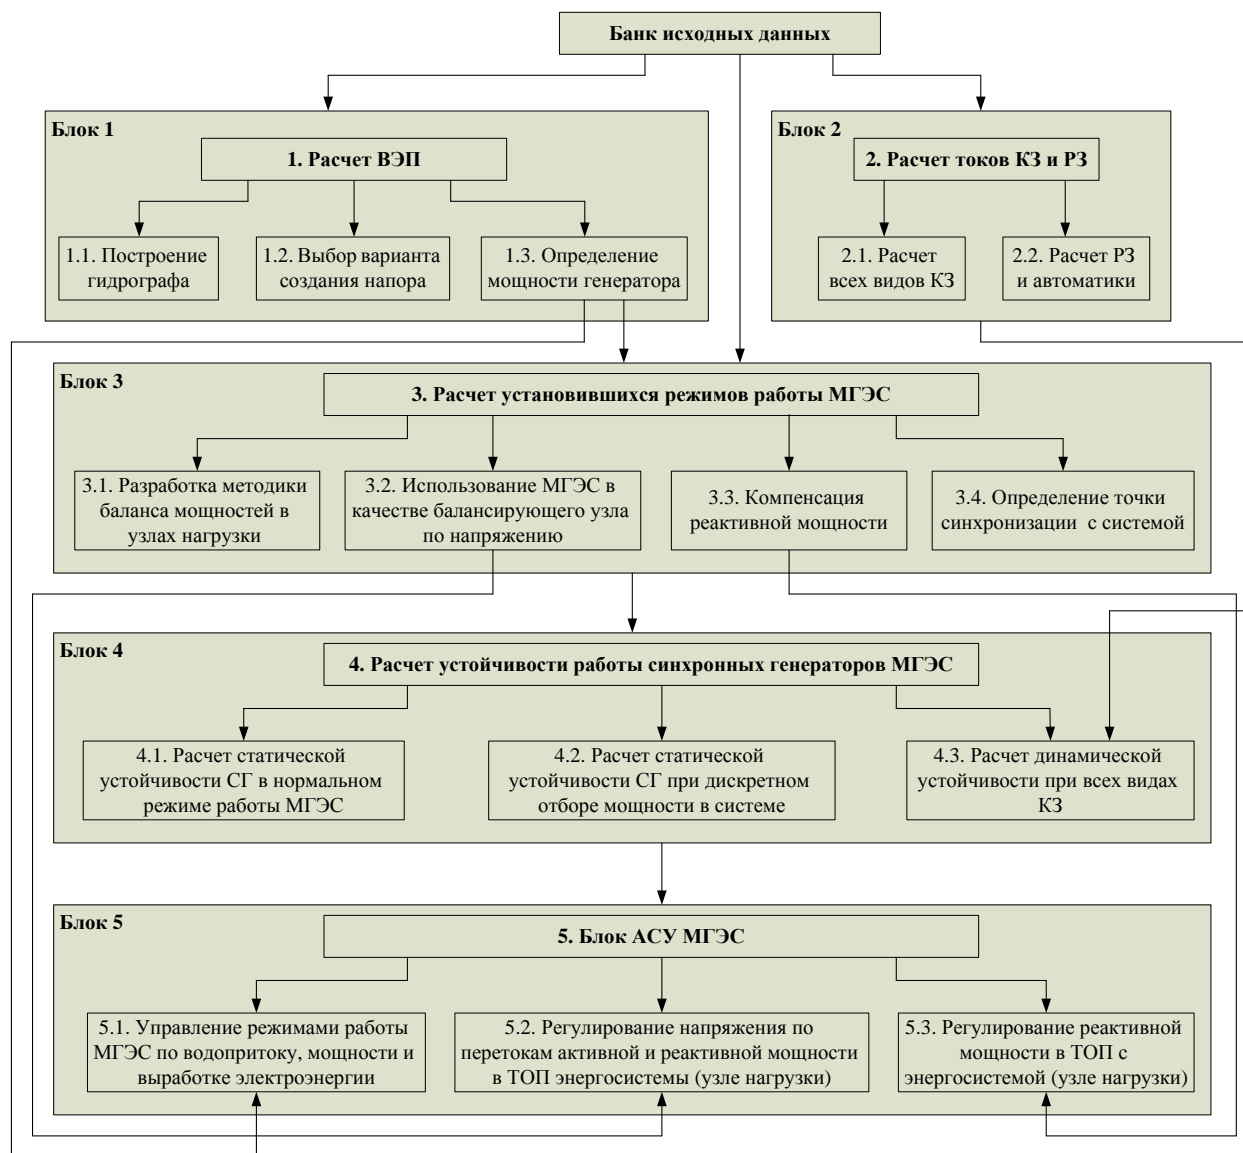 Банк исходных данных
Блок 1
1. Расчет ВЭП
1.1. Построение
гидрографа
1.2. Выбор варианта
создания напора
1.3. Определение
мощности генератора
Блок 2
2. Расчет токов КЗ и РЗ
2.1. Расчет
всех видов КЗ
2.2. Расчет РЗ
и автоматики
Блок 3
3. Расчет установившихся режимов работы МГЭС
3.1. Разработка методики
баланса мощностей в
узлах нагрузки
3.2. Использование МГЭС в
качестве балансирующего узла
по напряжению
3.3. Компенсация
реактивной мощности
3.4. Определение точки
синхронизации с системой
Блок 4
4. Расчет устойчивости работы синхронных генераторов МГЭС
4.1. Расчет статической
устойчивости СГ в нормальном
режиме работы МГЭС
4.2. Расчет статической
устойчивости СГ при дискретном
отборе мощности в системе
4.3. Расчет динамической
устойчивости при всех видах
КЗ
Блок 5
5. Блок АСУ МГЭС
5.1. Управление режимами работы
МГЭС по водопритоку, мощности и
выработке электроэнергии
5.2. Регулирование напряжения по
перетокам активной и реактивной мощности
в ТОП энергосистемы (узле нагрузки)
5.3. Регулирование реактивной
мощности в ТОП с
энергосистемой (узле нагрузки)